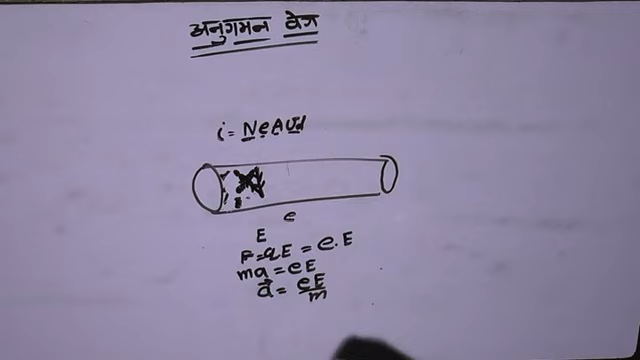 अनुगमन वेग
i = NeAVd
e
E
F = qE = e.E
ma = eE
a = eE/m